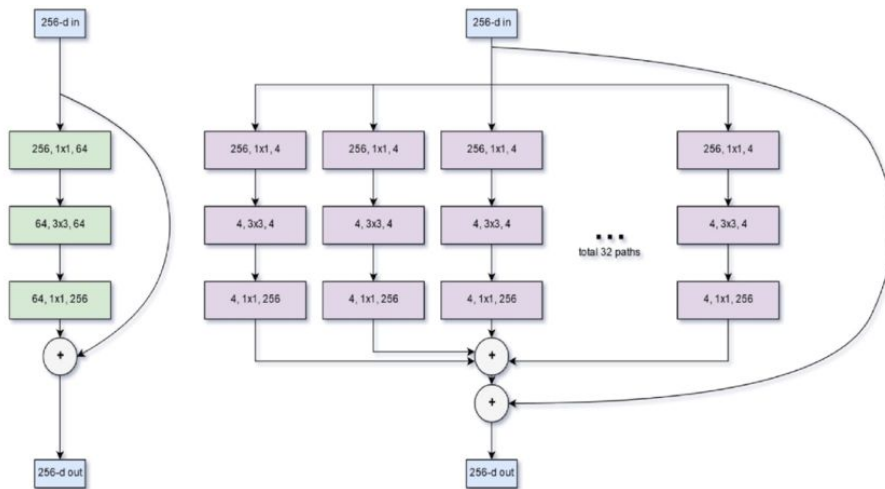 256-d in
256, 1x1, 64
64, 3x3, 64
64, 1x1, 256
+
256-d out
256-d in
256, 1x1, 4
256, 1x1, 4
256, 1x1, 4
256, 1x1, 4
4, 3x3, 4
4, 3x3, 4
4, 3x3, 4
4, 3x3, 4
...
total 32 paths
4, 1x1, 256
4, 1x1, 256
4, 1x1, 256
4, 1x1, 256
+
+
256-d out